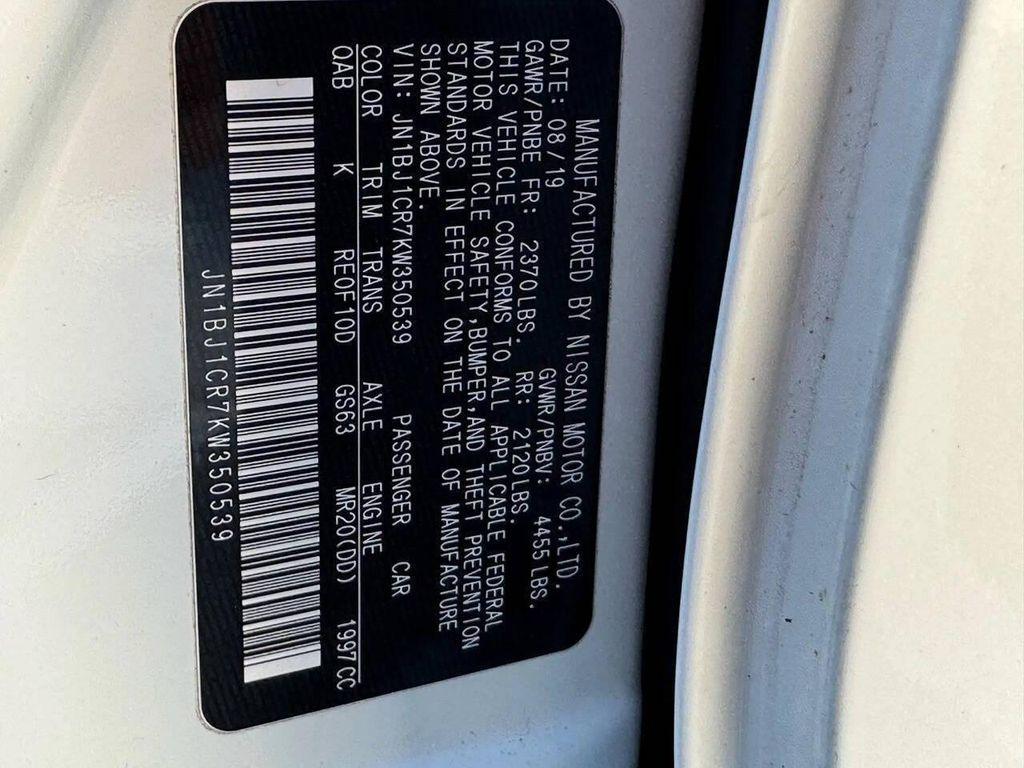 MANUFACTURED BY NISSAN MOTOR CO.,LTD.
DATE: 08/19 GVWR/PNBV: 4455 LBS.
GAWR/PNBE FR: 2370LBS. RR: 2120LBS.
THIS VEHICLE CONFORMS TO ALL APPLICABLE FEDERAL
MOTOR VEHICLE SAFETY,BUMPER,AND THEFT PREVENTION
STANDARDS IN EFFECT ON THE DATE OF MANUFACTURE
SHOWN ABOVE.
VIN: JN1BJ1CR7KW350539 PASSENGER CAR
COLOR TRIM TRANS AXLE ENGINE
QAB K RE0F10D GS63 MR20(DD) 1997CC
JN1BJ1CR7KW350539